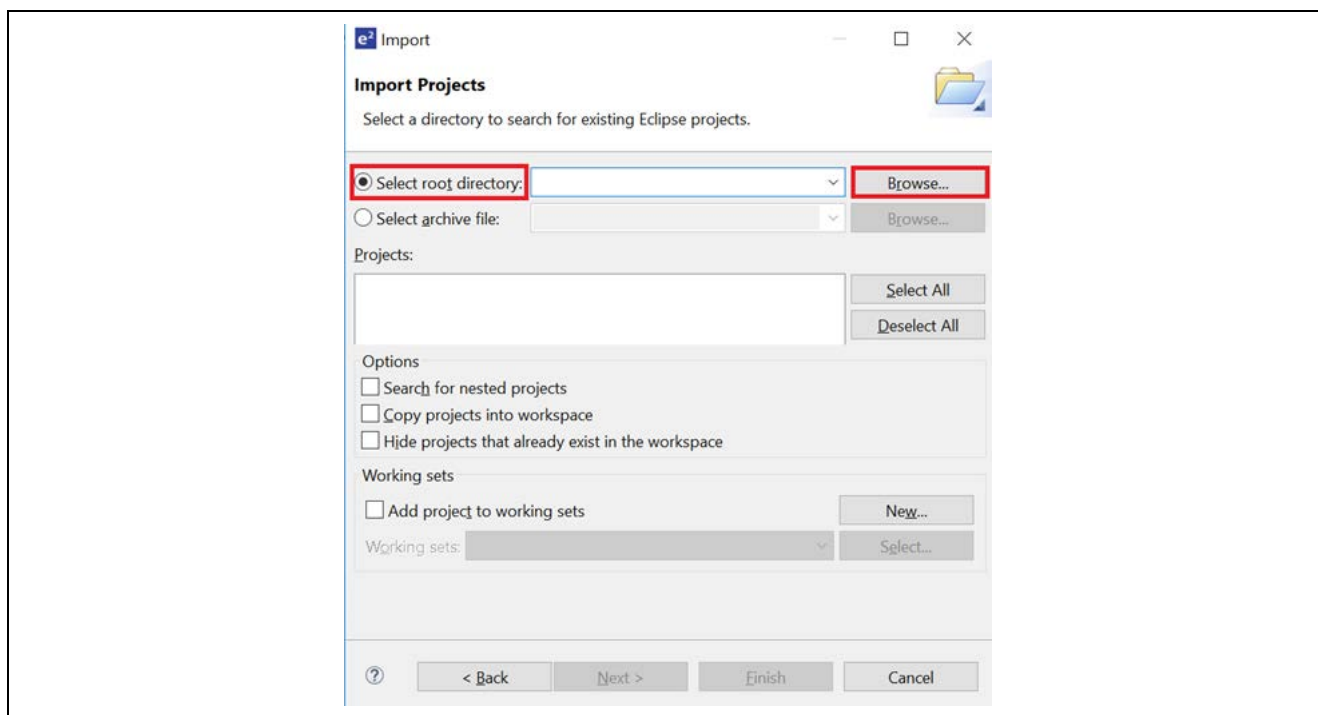 e² Import
Import Projects
Select a directory to search for existing Eclipse projects.
Select root directory: Browse...
Select archive file: Browse...
Projects:
Select All
Deselect All
Options
Search for nested projects
Copy projects into workspace
Hide projects that already exist in the workspace
Working sets
Add project to working sets New...
Working sets: Select...
? < Back Next > Finish Cancel